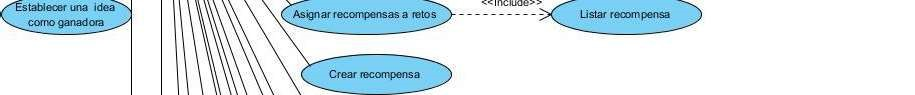 Establecer una idea
como ganadora
Asignar recompensas a retos
<<Include>>
Listar recompensa
Crear recompensa